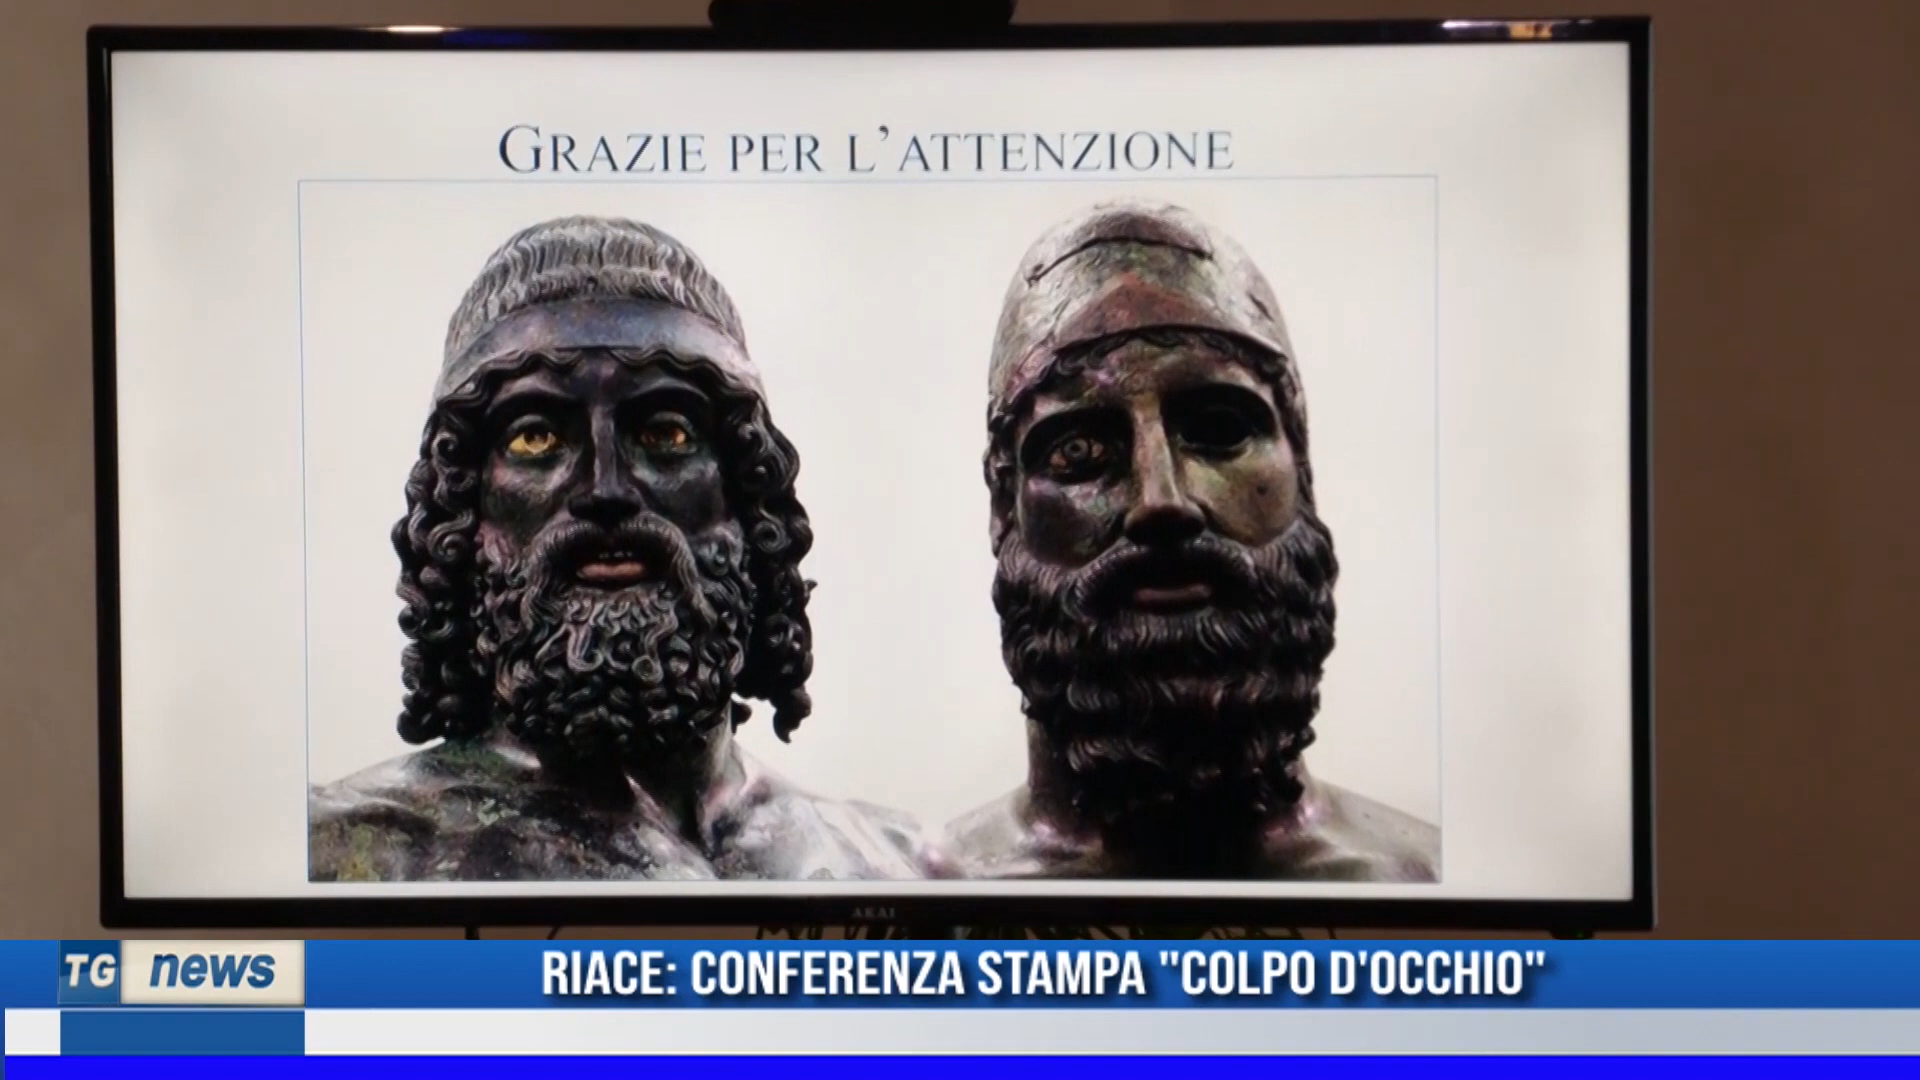 GRAZIE PER L'ATTENZIONE
AKAI
TG news
RIACE: CONFERENZA STAMPA "COLPO D'OCCHIO"